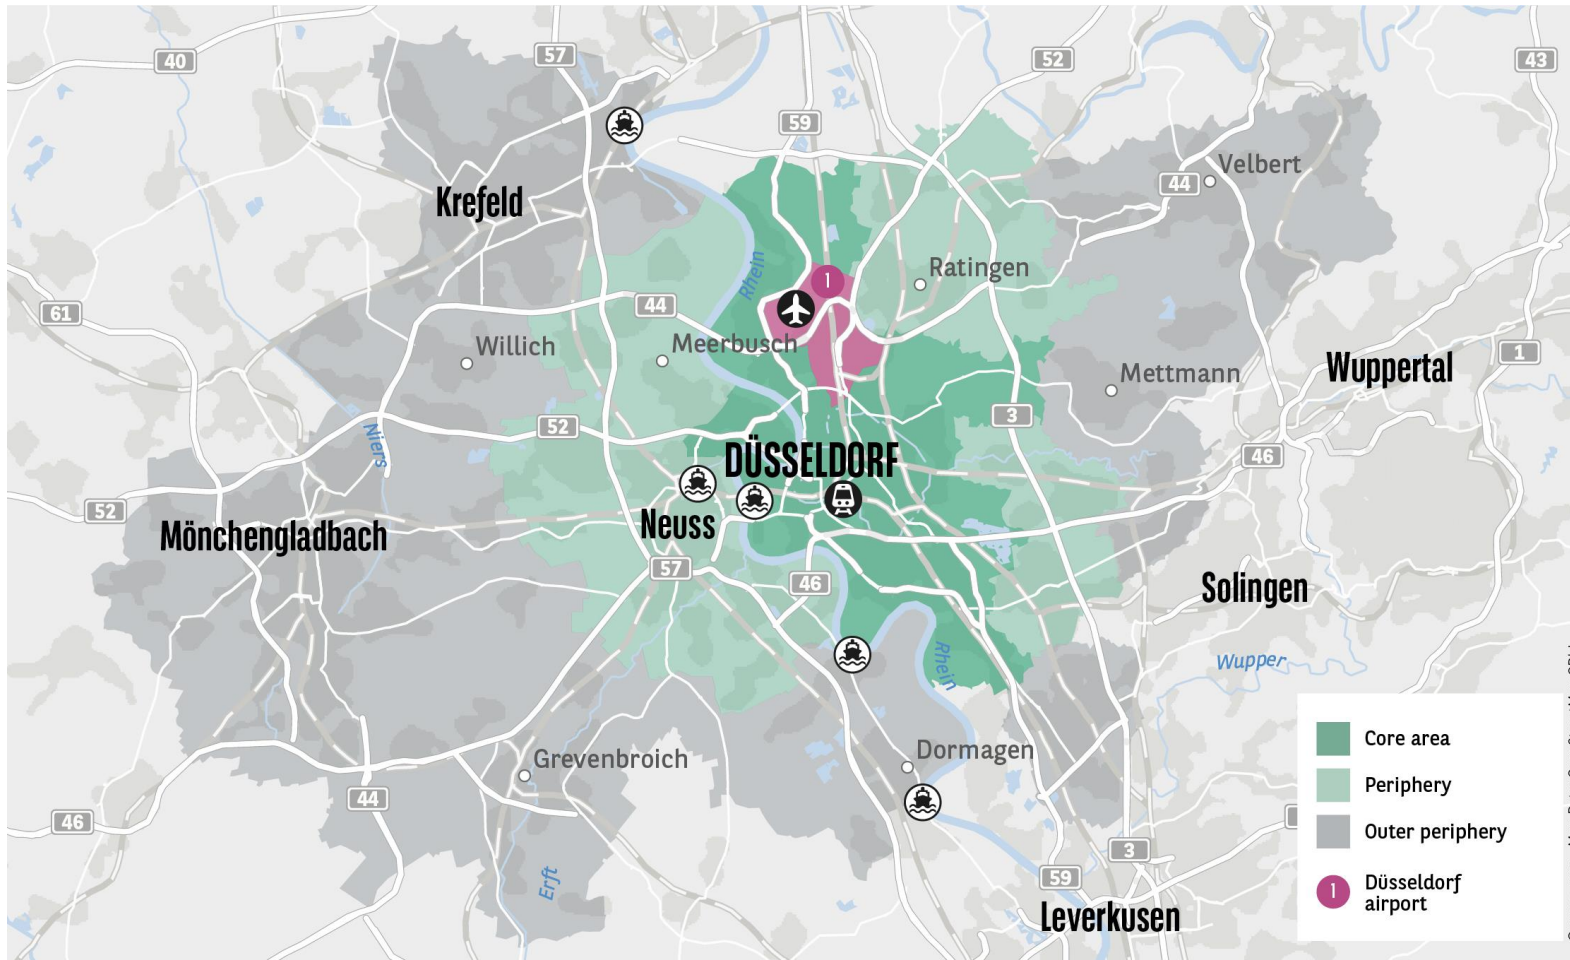 40
57
52
43
59
Velbert
44
Krefeld
Rhein
1
Ratingen
61
44
Willich
Meerbusch
1
Wuppertal
Mettmann
3
52
Niers
46
DÜSSELDORF
52
Neuss
Mönchengladbach
57
46
Solingen
Rhein
Wupper
Dormagen
Grevenbroich
44
46
3
59
Erft
Leverkusen
Core area
Periphery
Outer periphery
1
Düsseldorf
airport